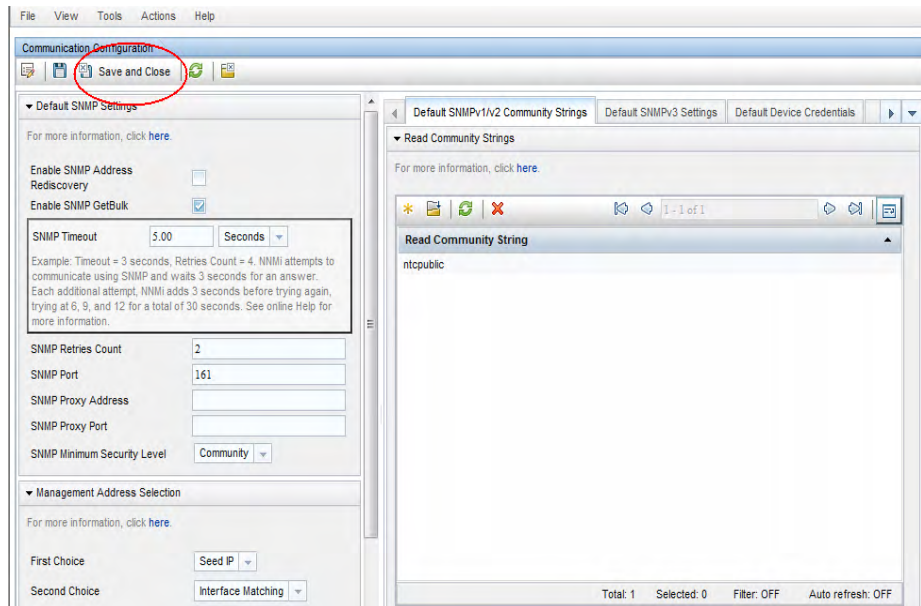 File View Tools Actions Help
Communication Configuration
Save and Close
Default SNMP Settings
For more information, click here.
Enable SNMP Address
Rediscovery
Enable SNMP GetBulk
SNMP Timeout 5.00 Seconds
Example: Timeout = 3 seconds, Retries Count = 4. NNMi attempts to
communicate using SNMP and waits 3 seconds for an answer.
Each additional attempt, NNMi adds 3 seconds before trying again,
trying at 6, 9, and 12 for a total of 30 seconds. See online Help for
more information.
SNMP Retries Count 2
SNMP Port 161
SNMP Proxy Address
SNMP Proxy Port
SNMP Minimum Security Level Community
Management Address Selection
For more information, click here.
First Choice Seed IP
Second Choice Interface Matching
Default SNMPv1/v2 Community Strings Default SNMPv3 Settings Default Device Credentials
Read Community Strings
For more information, click here.
1 - 1 of 1
Read Community String
ntcpublic
Total: 1 Selected: 0 Filter: OFF Auto refresh: OFF